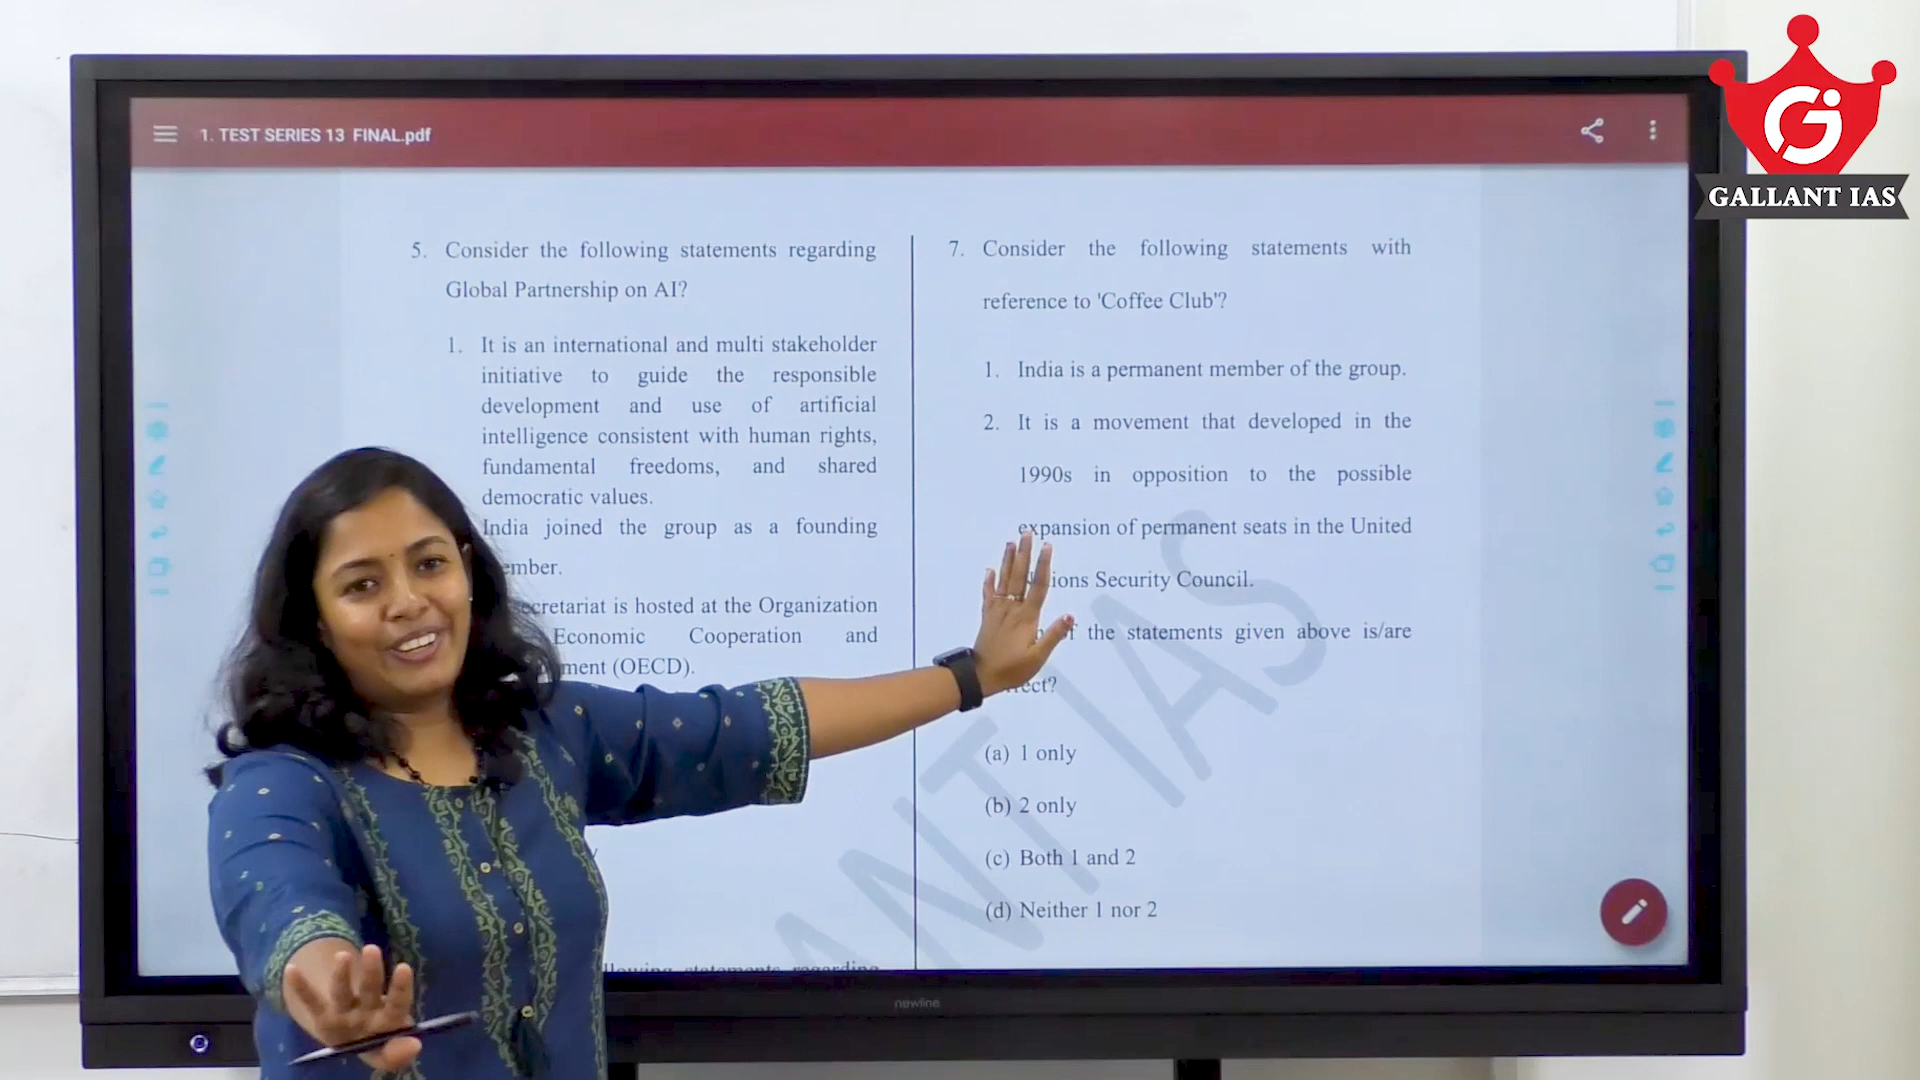 1. TEST SERIES 13 FINAL.pdf
GALLANT IAS
5. Consider the following statements regarding
Global Partnership on AI?
1. It is an international and multi stakeholder
initiative to guide the responsible
development and use of artificial
intelligence consistent with human rights,
fundamental freedoms, and shared
democratic values.
India joined the group as a founding
ember.
ecretariat is hosted at the Organization
Economic Cooperation and
ment (OECD).
7. Consider the following statements with
reference to 'Coffee Club'?
1. India is a permanent member of the group.
2. It is a movement that developed in the
1990s in opposition to the possible
expansion of permanent seats in the United
ions Security Council.
the statements given above is/are
ect?
(a) 1 only
(b) 2 only
(c) Both 1 and 2
(d) Neither 1 nor 2
statements regarding
ANT IAS
newline